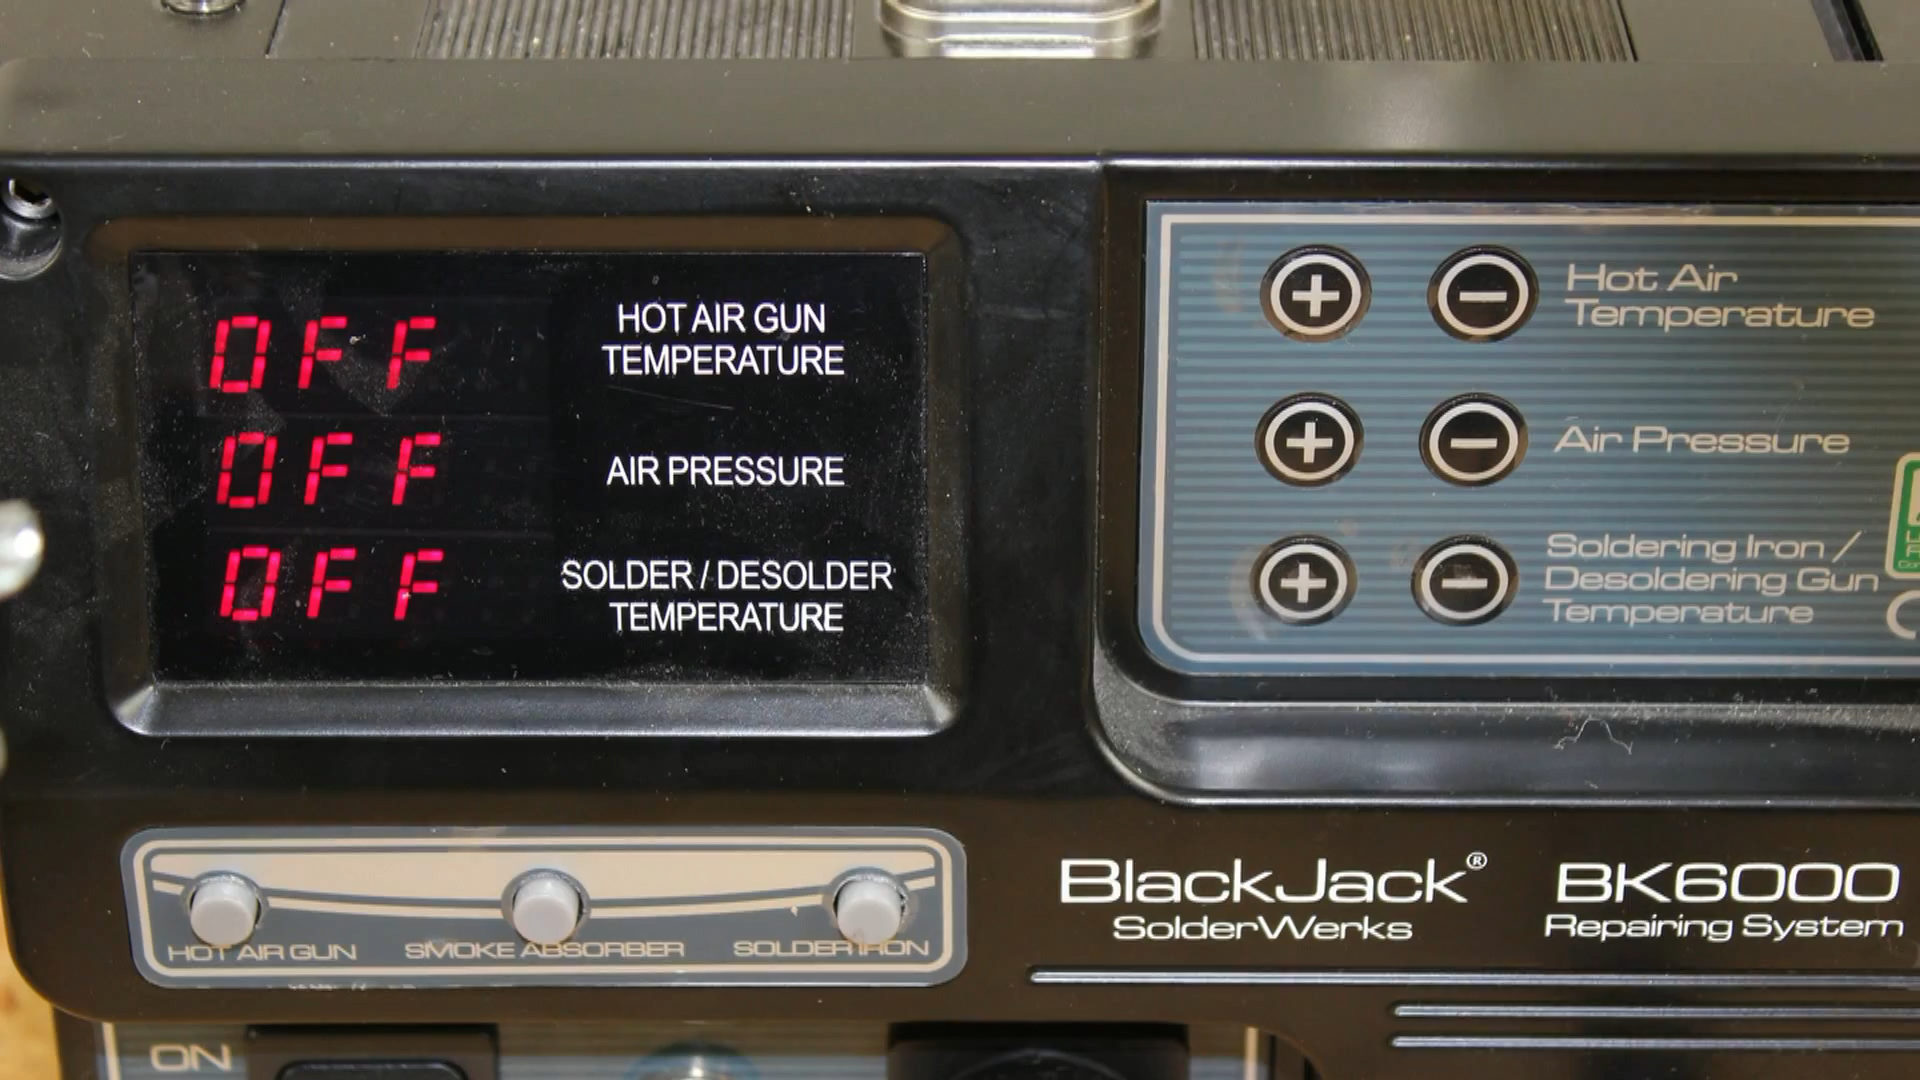 OFF
HOT AIR GUN
TEMPERATURE
OFF
AIR PRESSURE
OFF
SOLDER / DESOLDER
TEMPERATURE
Hot Air
Temperature
Air Pressure
Soldering Iron /
Desoldering Gun
Temperature
HOT AIR GUN
SMOKE ABSORBER
SOLDER IRON
BlackJack®
SolderWerks
BK6000
Repairing System
ON